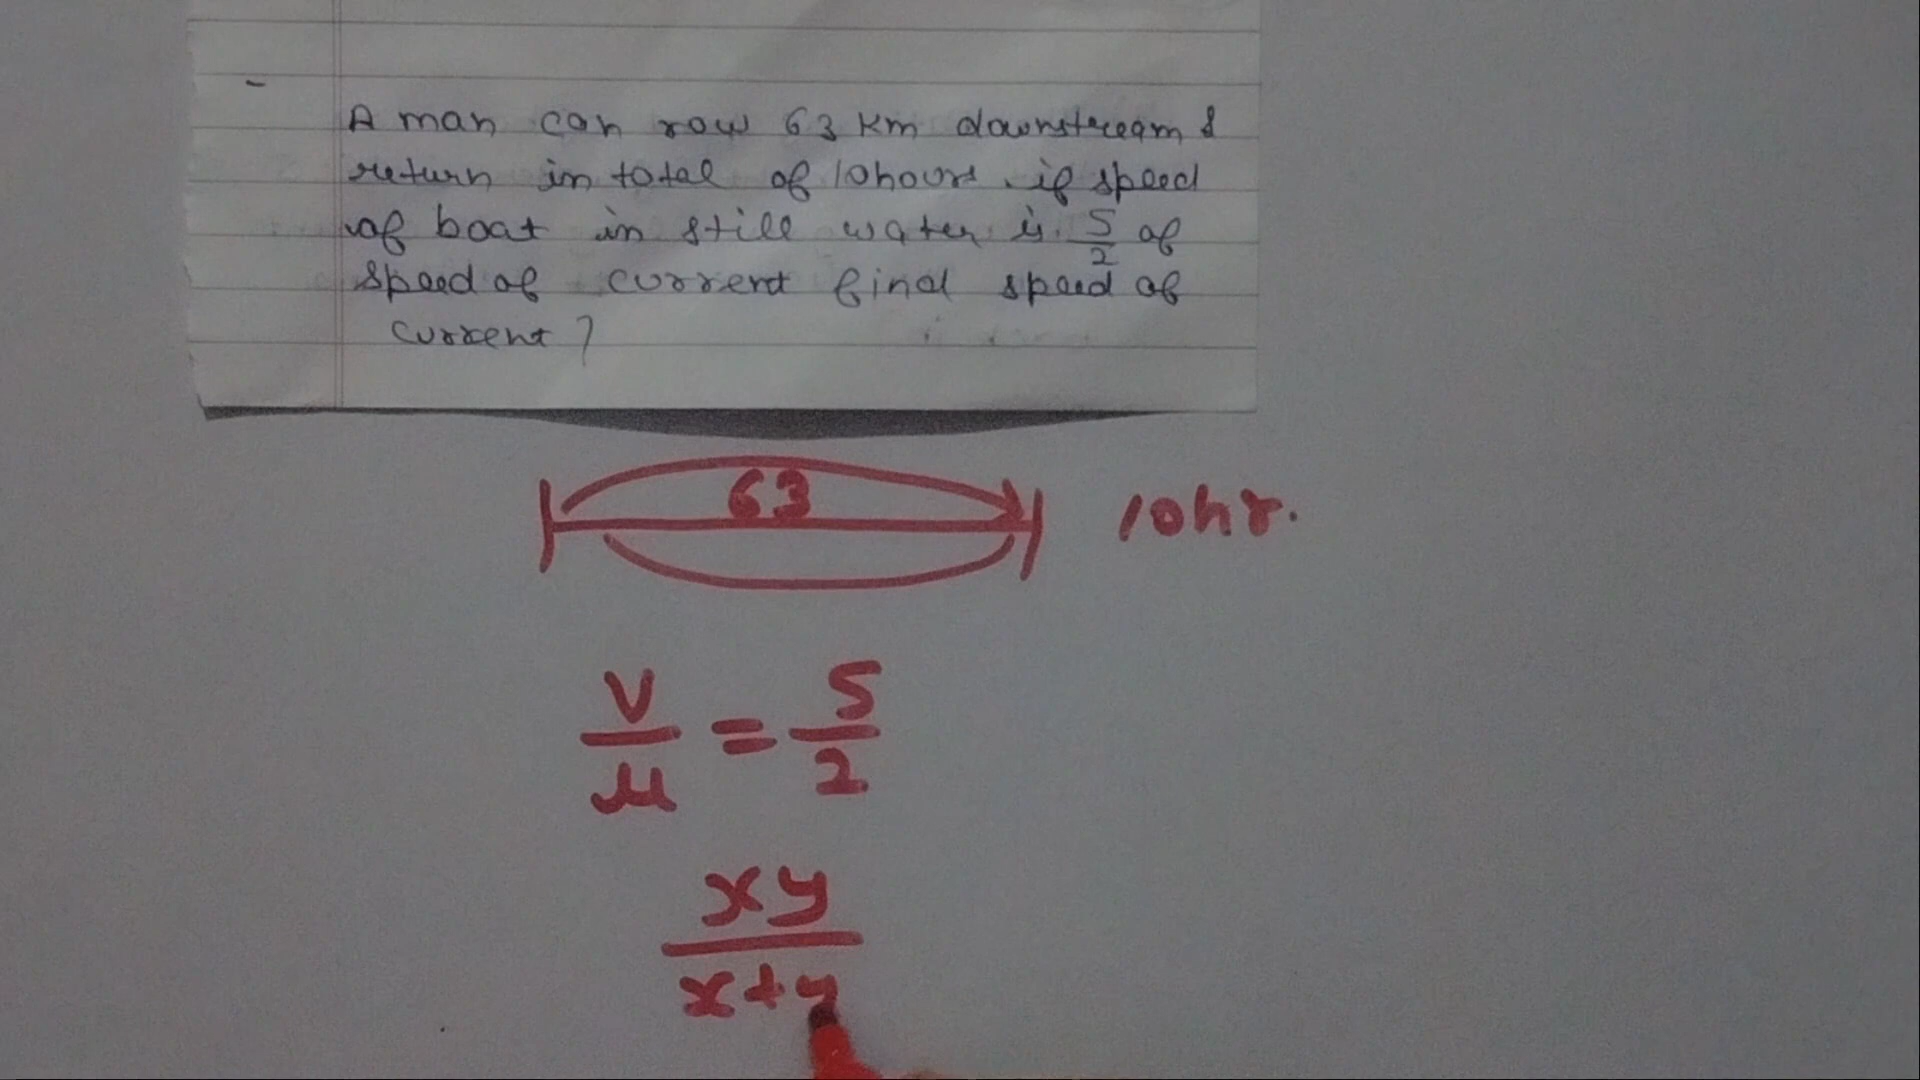 A man can row 63 km downstream &
return in total of 10 hours. if speed
of boat in still water is 5/2 of
speed of current find speed of
current?
63 10hr.
V/μ = 5/2
xy/x+y